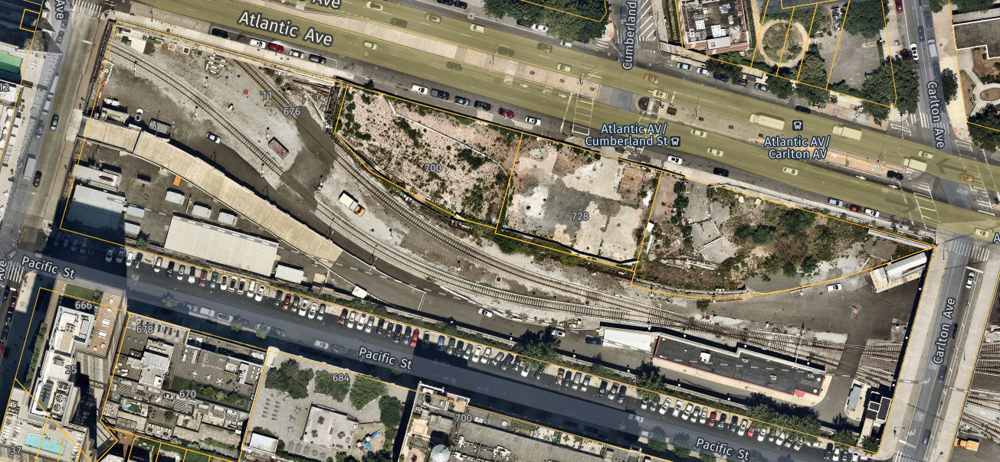 Ave
Ave
Atlantic Ave
Cumberland
Carlton Ave
12
11
676
Atlantic AV/
Cumberland St
Atlantic AV/
Carlton AV
700
728
A
Pacific St
Ave
666
678
25
670
Pacific St
684
700
Carlton Ave
Pacific St
37